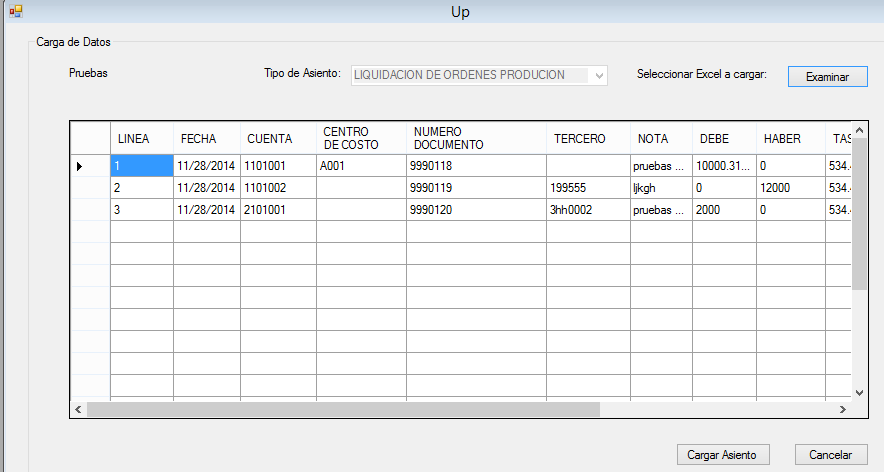 Up
Carga de Datos
Pruebas Tipo de Asiento: LIQUIDACION DE ORDENES PRODUCION Seleccionar Excel a cargar: Examinar
LINEA FECHA CUENTA CENTRO DE COSTO NUMERO DOCUMENTO TERCERO NOTA DEBE HABER TAS
1 11/28/2014 1101001 A001 9990118 pruebas ... 10000.31... 0 534.4
2 11/28/2014 1101002 9990119 199555 ljkgh 0 12000 534.4
3 11/28/2014 2101001 9990120 3hh0002 pruebas ... 2000 0 534.4
Cargar Asiento Cancelar